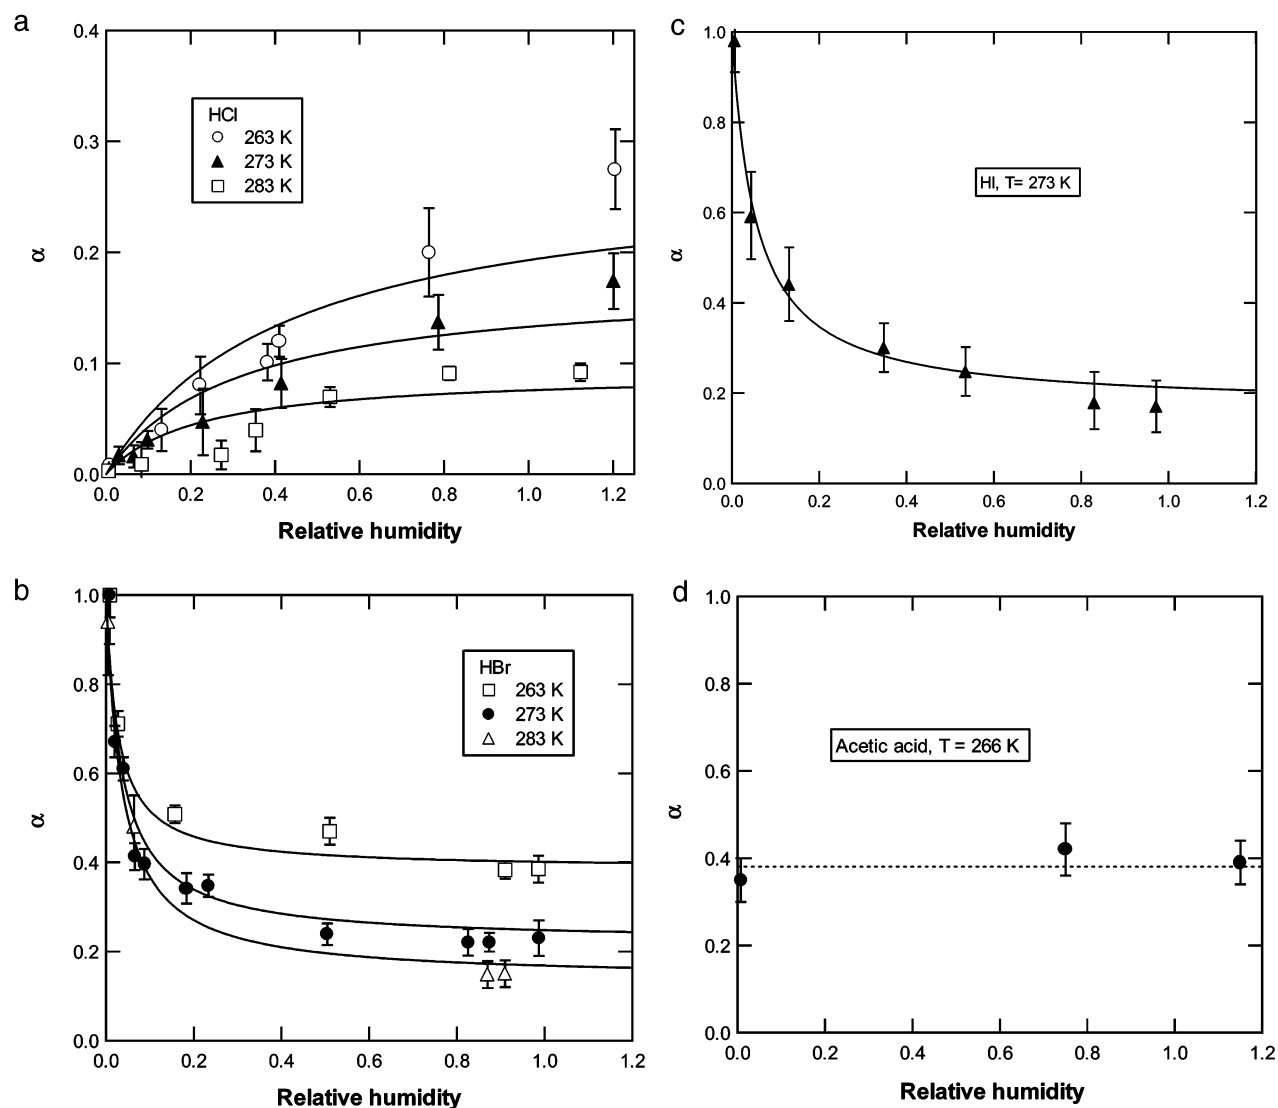 a
0.4
0.3
0.2
0.1
0.0
α
HCl
263 K
273 K
283 K
0.0 0.2 0.4 0.6 0.8 1.0 1.2
Relative humidity
c
1.0
0.8
0.6
0.4
0.2
0.0
α
HI, T= 273 K
0.0 0.2 0.4 0.6 0.8 1.0 1.2
Relative humidity
b
1.0
0.8
0.6
0.4
0.2
0.0
α
HBr
263 K
273 K
283 K
0.0 0.2 0.4 0.6 0.8 1.0 1.2
Relative humidity
d
1.0
0.8
0.6
0.4
0.2
0.0
α
Acetic acid, T = 266 K
0.0 0.2 0.4 0.6 0.8 1.0 1.2
Relative humidity